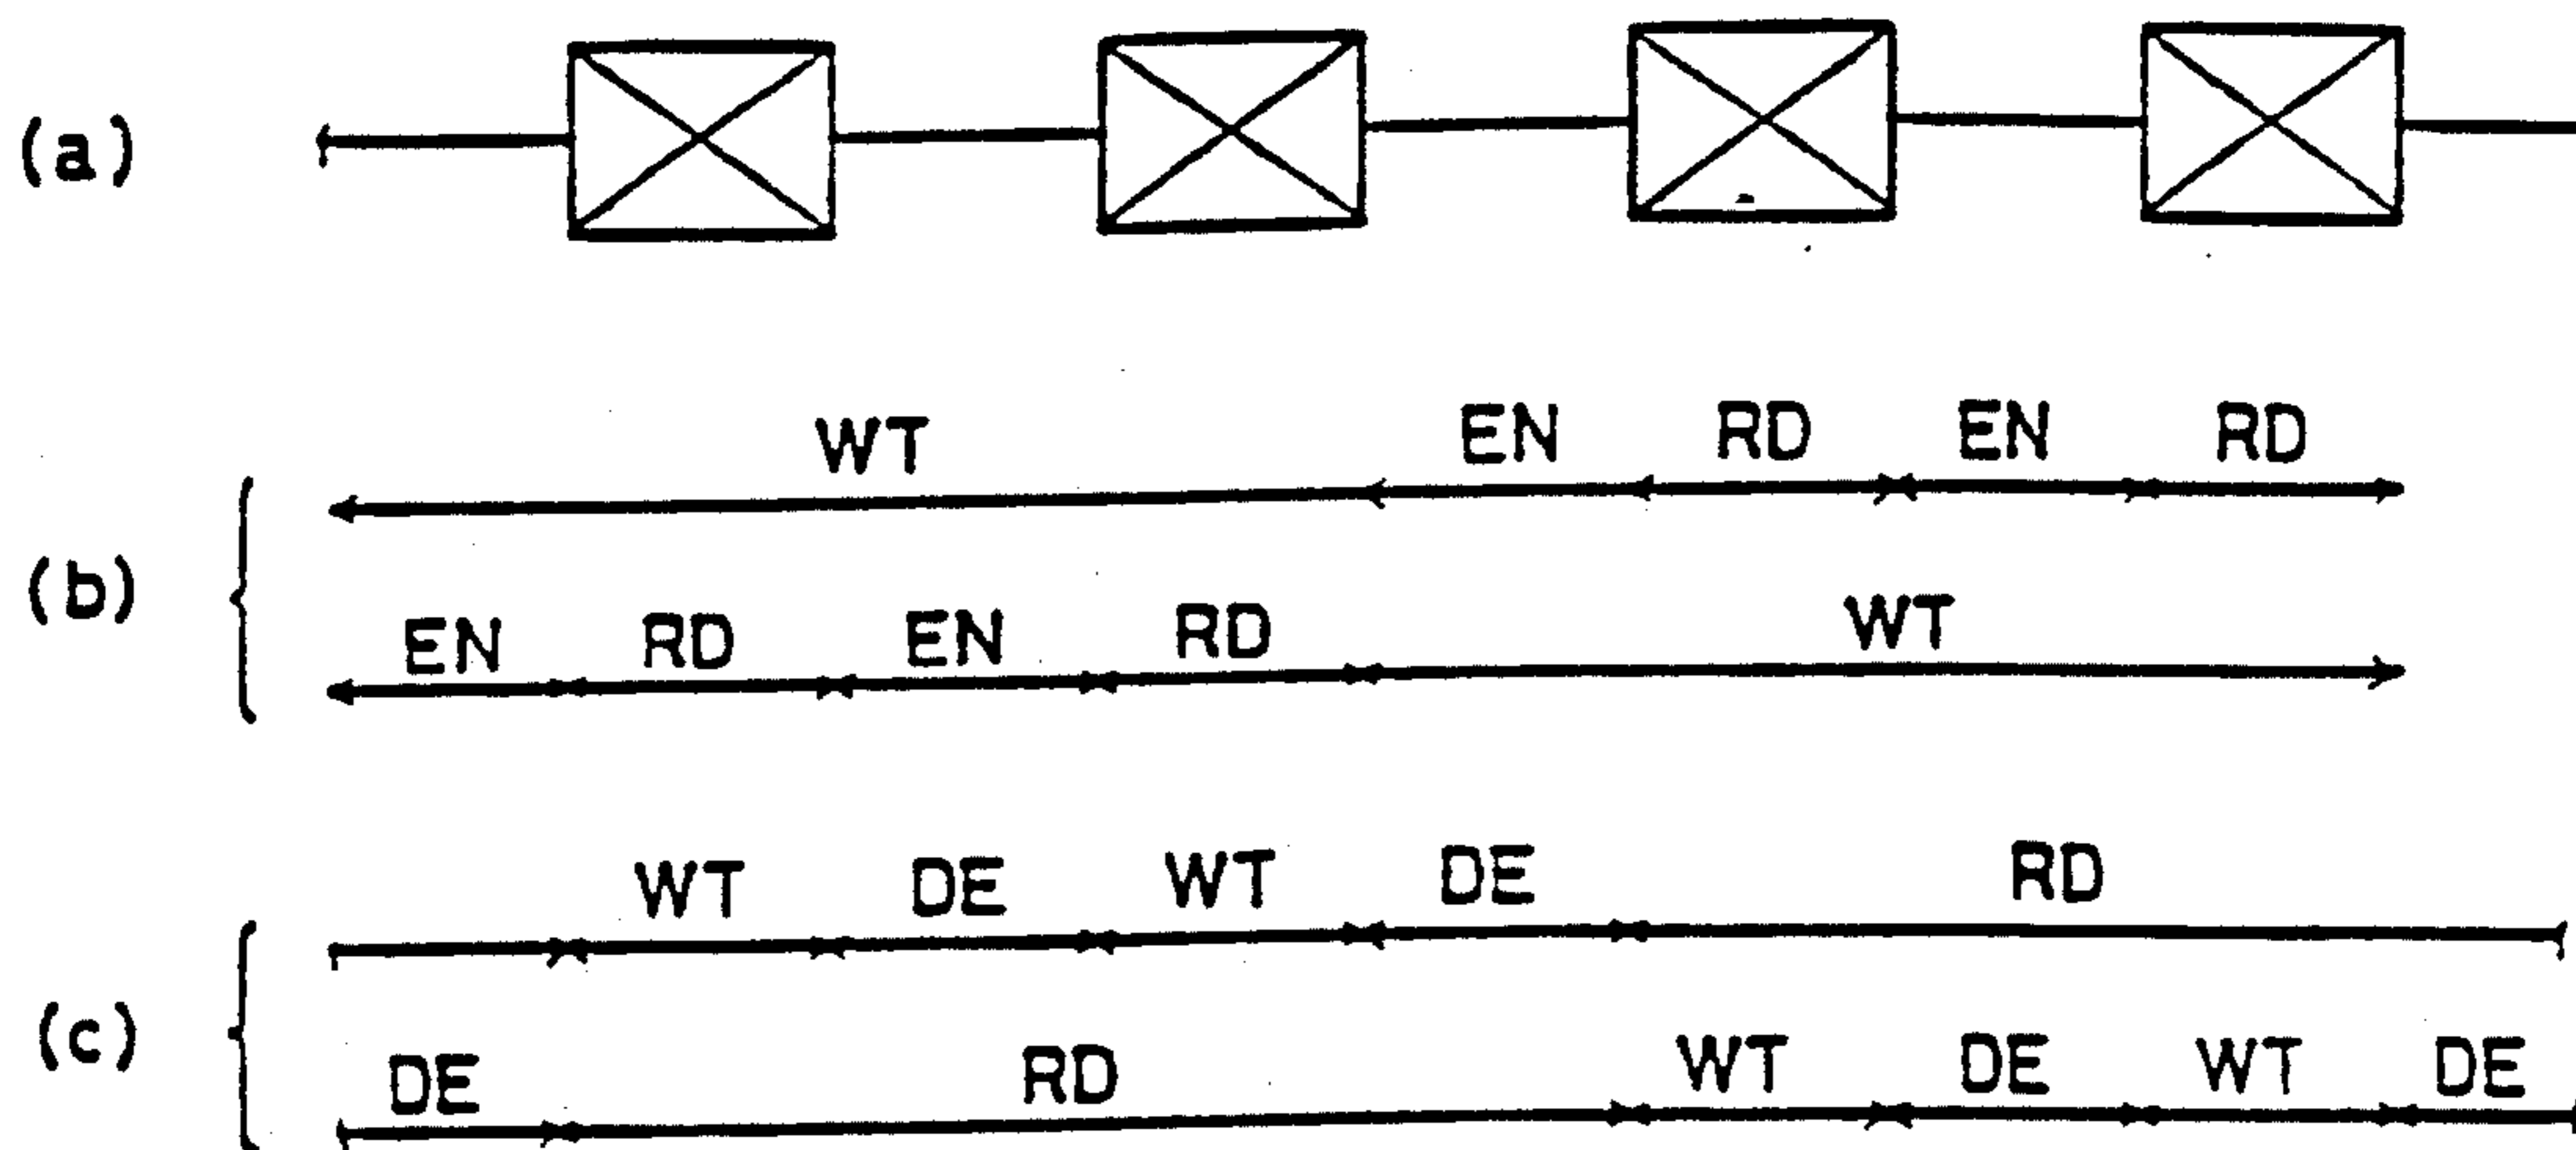 (a)
WT EN RD EN RD
(b)
EN RD EN RD WT
WT DE WT DE RD
(c)
DE RD WT DE WT DE